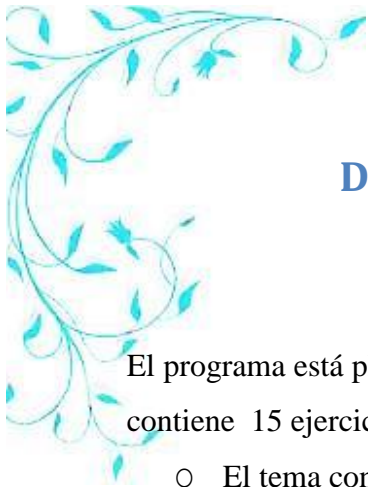 D
El programa está p
contiene 15 ejercic
○ El tema con